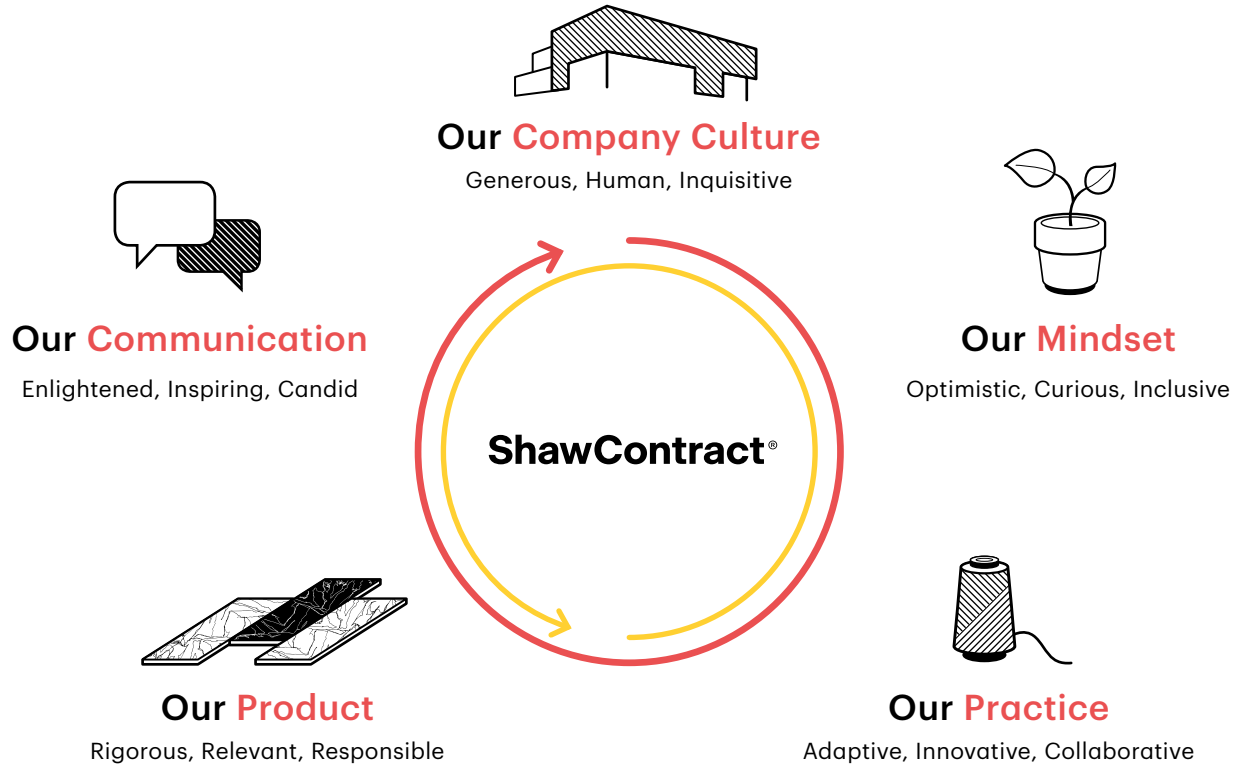 Our Company Culture
Generous, Human, Inquisitive
Our Communication
Enlightened, Inspiring, Candid
Our Mindset
Optimistic, Curious, Inclusive
ShawContract®
Our Product
Rigorous, Relevant, Responsible
Our Practice
Adaptive, Innovative, Collaborative